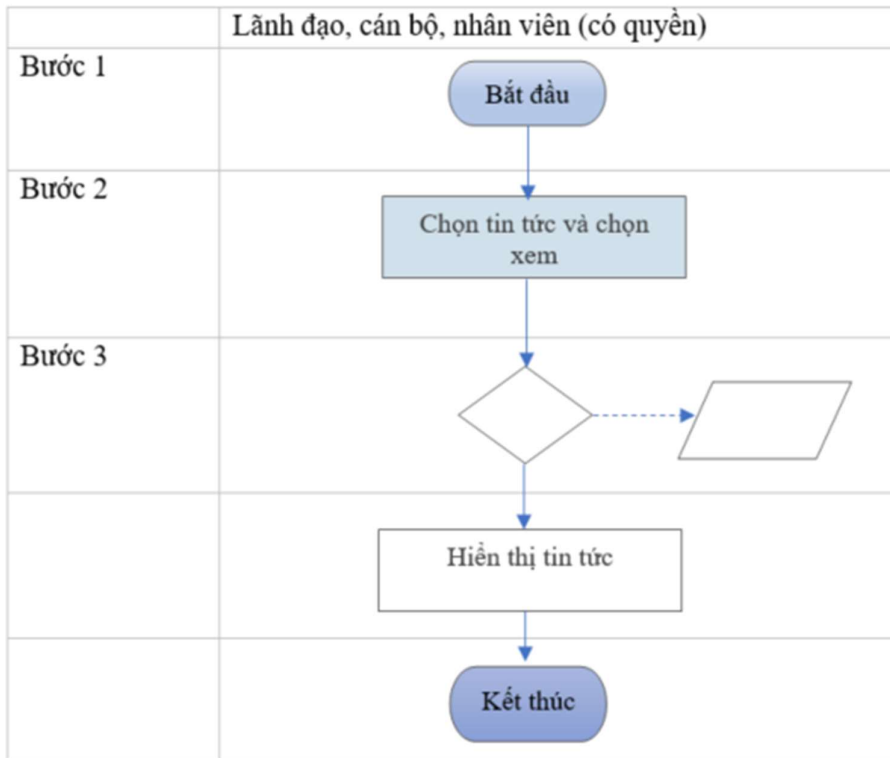 Lãnh đạo, cán bộ, nhân viên (có quyền)
Bước 1
Bắt đầu
Bước 2
Chọn tin tức và chọn
xem
Bước 3
Hiển thị tin tức
Kết thúc